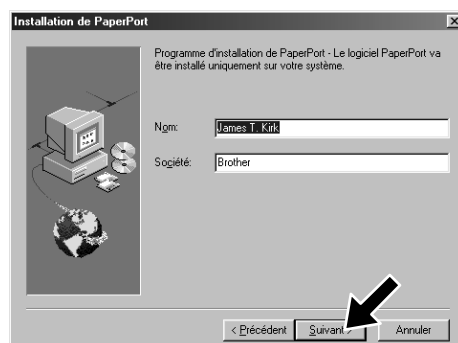 Installation de PaperPort
Programme d'installation de PaperPort - Le logiciel PaperPort va
être installé uniquement sur votre système.
Nom:
James T. Kirk
Société:
Brother
< Précédent
Suivant >
Annuler